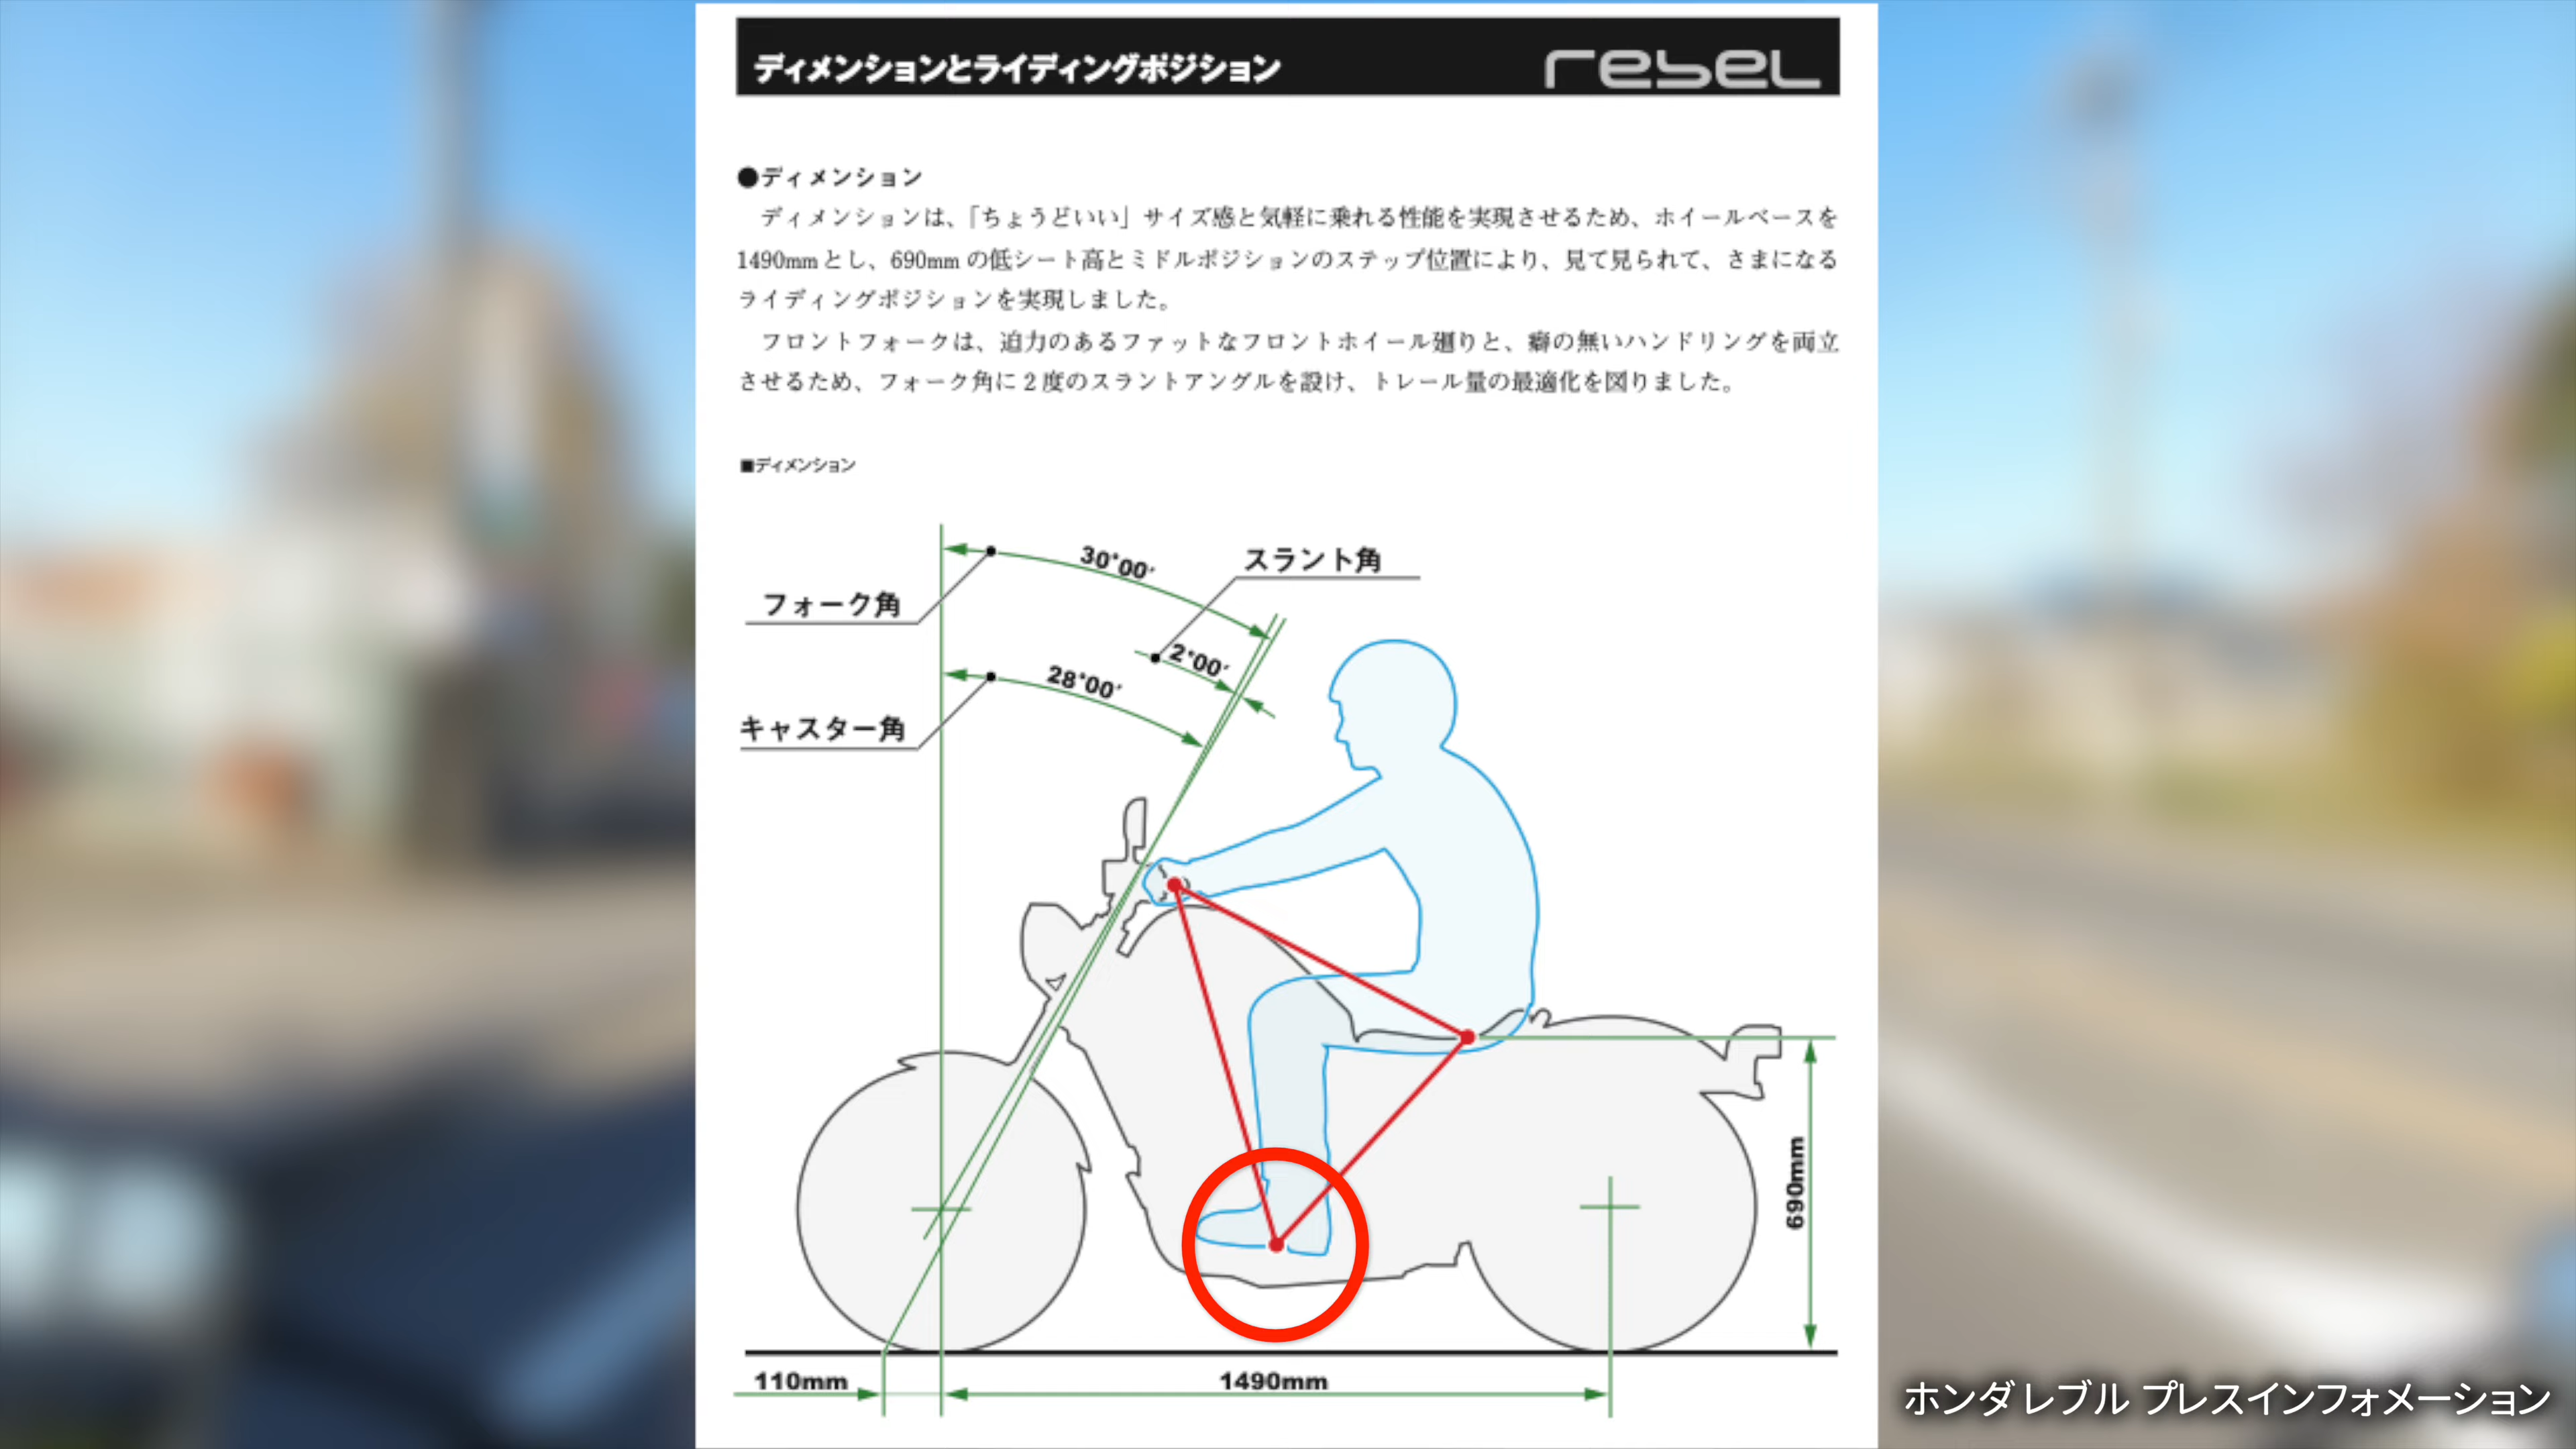 ディメンションとライディングポジション rebel
●ディメンション
ディメンションは、「ちょうどいい」サイズ感と気軽に乗れる性能を実現させるため、ホイールベースを
1490mmとし、690mmの低シート高とミドルポジションのステップ位置により、見て見られて、さまになる
ライディングポジションを実現しました。
フロントフォークは、迫力のあるファットなフロントホイール廻りと、癖の無いハンドリングを両立
させるため、フォーク角に2度のスラントアングルを設け、トレール量の最適化を図りました。
■ディメンション
30°00′
スラント角
フォーク角
2°00′
28°00′
キャスター角
690mm
110mm
1490mm
ホンダ レブル プレスインフォメーション